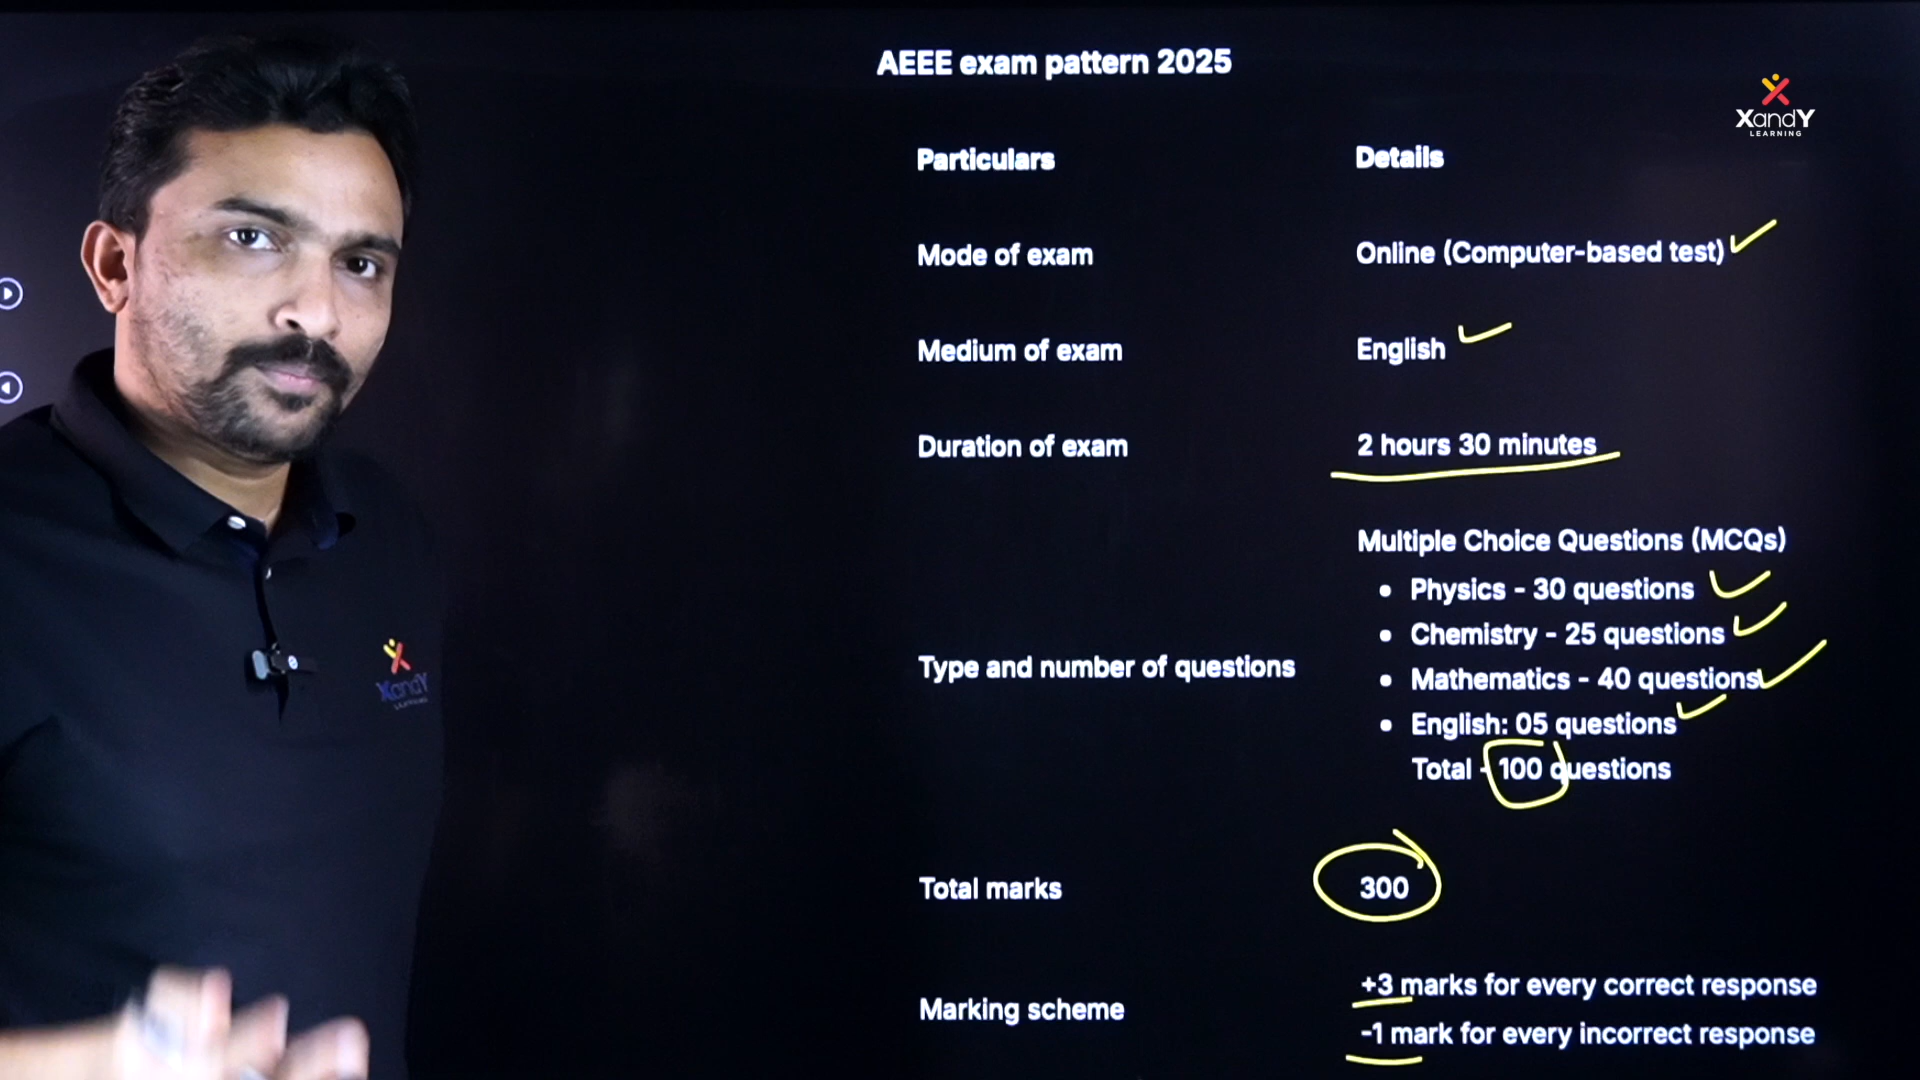 AEEE exam pattern 2025
XandY
LEARNING
Particulars
Details
Mode of exam
Online (Computer-based test)
Medium of exam
English
Duration of exam
2 hours 30 minutes
Type and number of questions
Multiple Choice Questions (MCQs)
• Physics - 30 questions
• Chemistry - 25 questions
• Mathematics - 40 questions
• English: 05 questions
Total - 100 questions
Total marks
300
Marking scheme
+3 marks for every correct response
-1 mark for every incorrect response
XandY
LEARNING